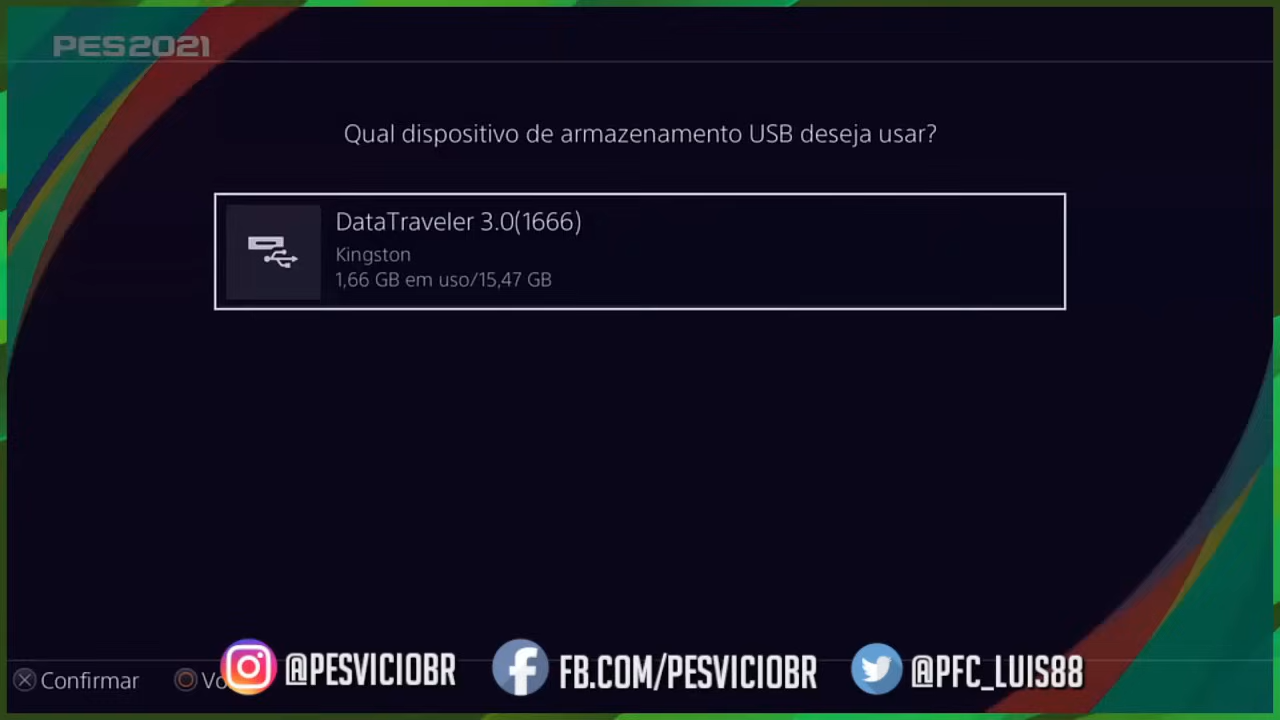 PES2021
Qual dispositivo de armazenamento USB deseja usar?
DataTraveler 3.0(1666)
Kingston
1,66 GB em uso/15,47 GB
Confirmar Vo
@PESVICIOBR FB.COM/PESVICIOBR @PFC_LUIS88